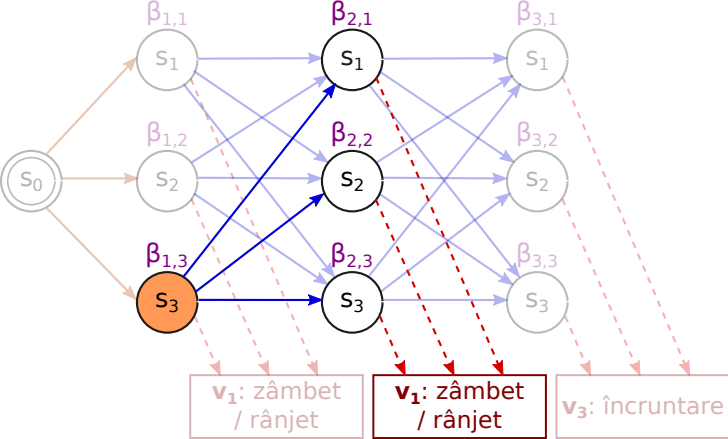 β1,1 β2,1 β3,1
s1 s1 s1
β1,2 β2,2 β3,2
s0 s2 s2 s2
β1,3 β2,3 β3,3
s3 s3 s3
v1: zâmbet
/ rânjet
v1: zâmbet
/ rânjet
v3: încruntare